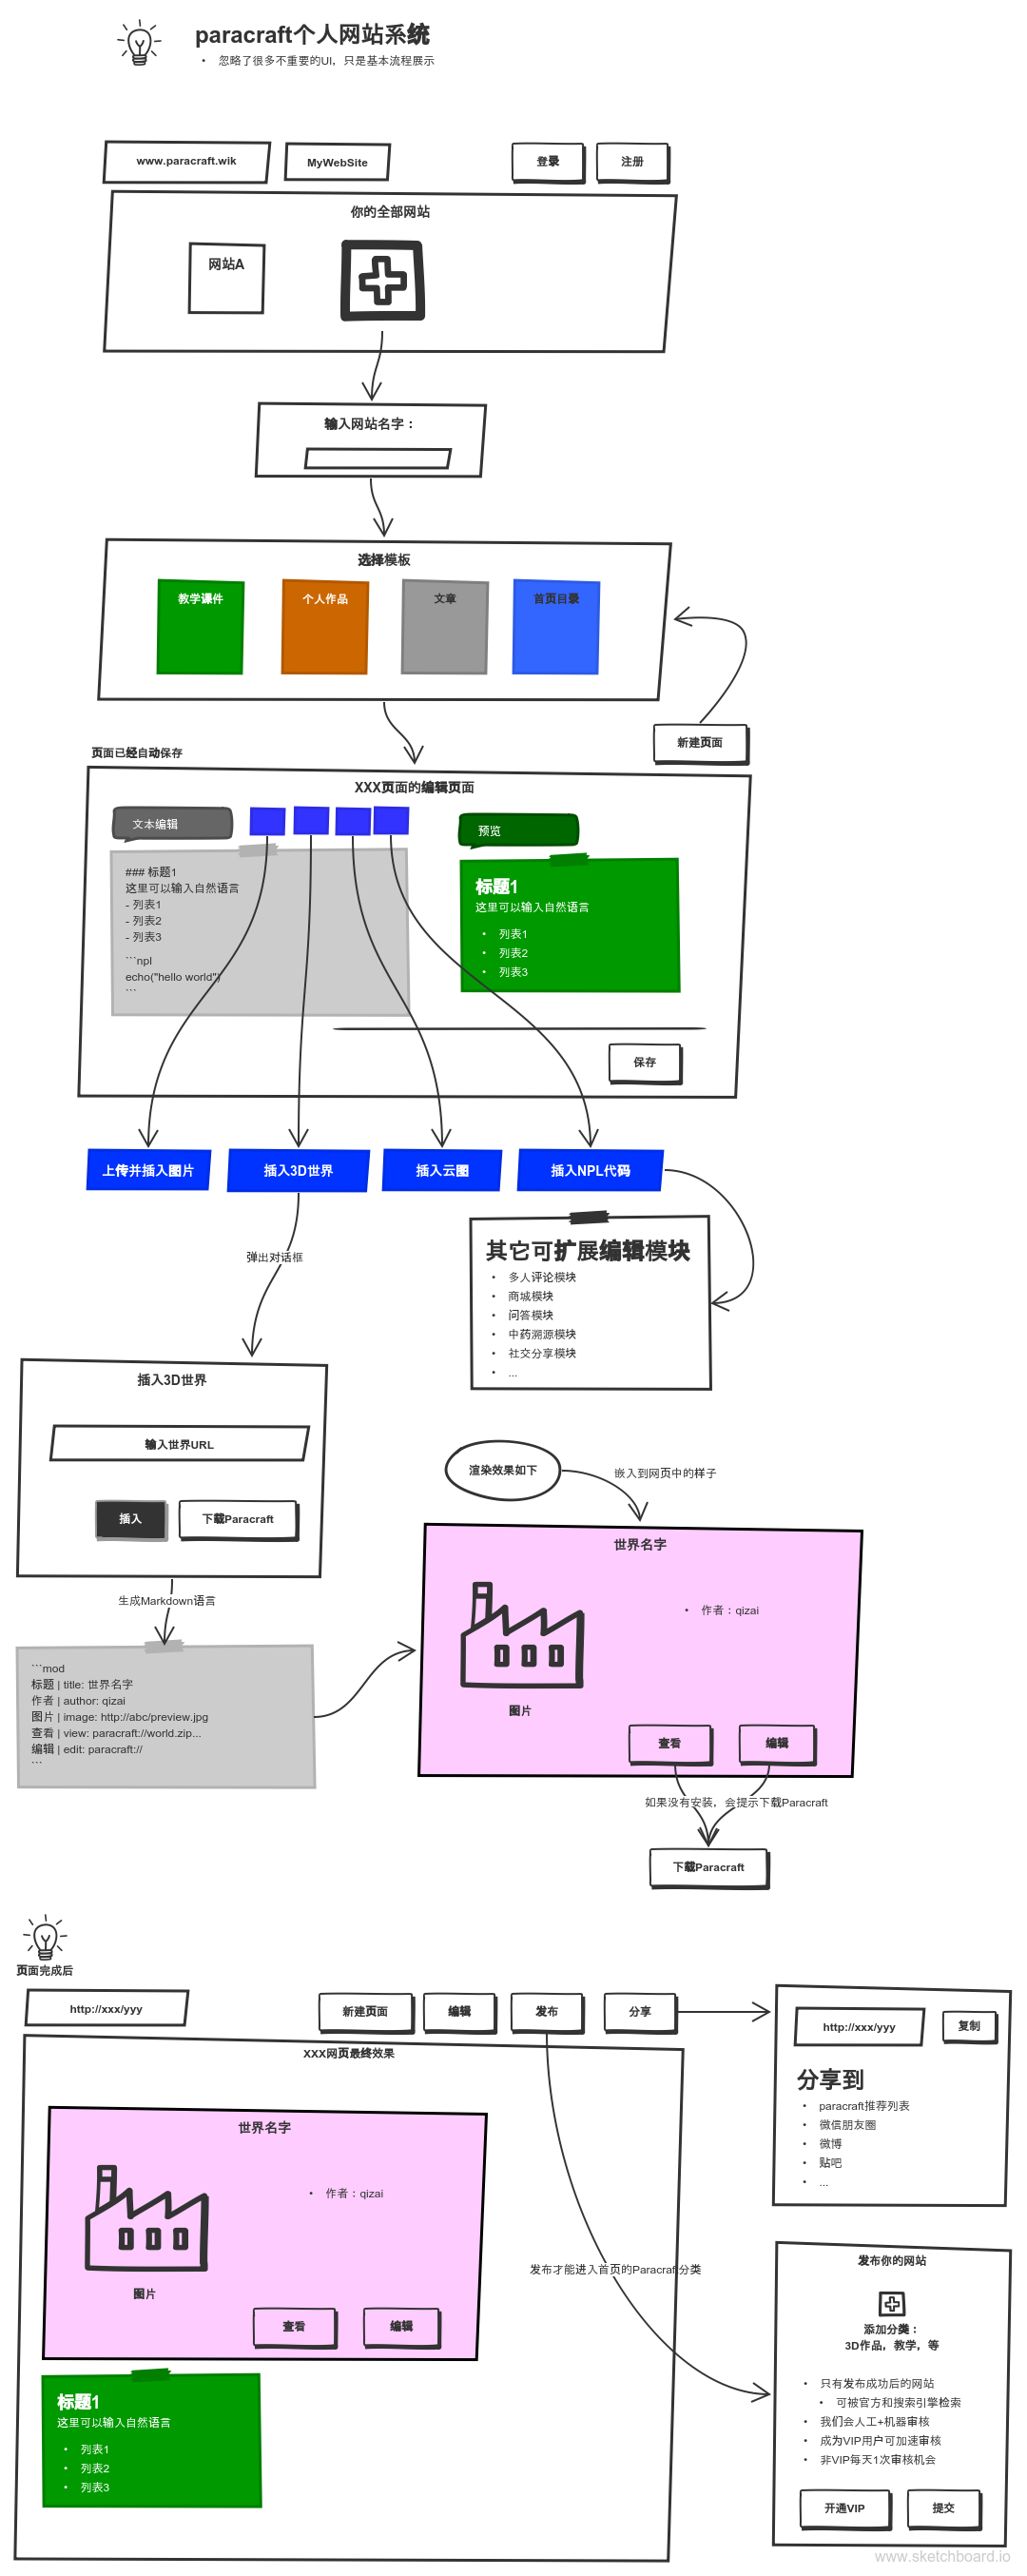 paracraft个人网站系统
• 忽略了很多不重要的UI，只是基本流程展示
www.paracraft.wik
MyWebSite
登录
注册
你的全部网站
网站A
输入网站名字：
选择模板
教学课件
个人作品
文章
首页目录
新建页面
页面已经自动保存
XXX页面的编辑页面
文本编辑
预览
### 标题1
这里可以输入自然语言
- 列表1
- 列表2
- 列表3
```npl
echo("hello world")
```
标题1
这里可以输入自然语言
• 列表1
• 列表2
• 列表3
保存
上传并插入图片
插入3D世界
插入云图
插入NPL代码
其它可扩展编辑模块
• 多人评论模块
• 商城模块
• 问答模块
• 中药溯源模块
• 社交分享模块
• ...
弹出对话框
插入3D世界
输入世界URL
插入
下载Paracraft
生成Markdown语言
```mod
标题 | title: 世界名字
作者 | author: qizai
图片 | image: http://abc/preview.jpg
查看 | view: paracraft://world.zip...
编辑 | edit: paracraft://
```
渲染效果如下
嵌入到网页中的样子
世界名字
• 作者：qizai
图片
查看
编辑
如果没有安装，会提示下载Paracraft
下载Paracraft
页面完成后
http://xxx/yyy
新建页面
编辑
发布
分享
XXX网页最终效果
世界名字
• 作者：qizai
图片
查看
编辑
标题1
这里可以输入自然语言
• 列表1
• 列表2
• 列表3
发布才能进入首页的Paracraft分类
http://xxx/yyy
复制
分享到
• paracraft推荐列表
• 微信朋友圈
• 微博
• 贴吧
• ...
发布你的网站
添加分类：
3D作品，教学，等
• 只有发布成功后的网站
• 可被官方和搜索引擎检索
• 我们会人工+机器审核
• 成为VIP用户可加速审核
• 非VIP每天1次审核机会
开通VIP
提交
www.sketchboard.io